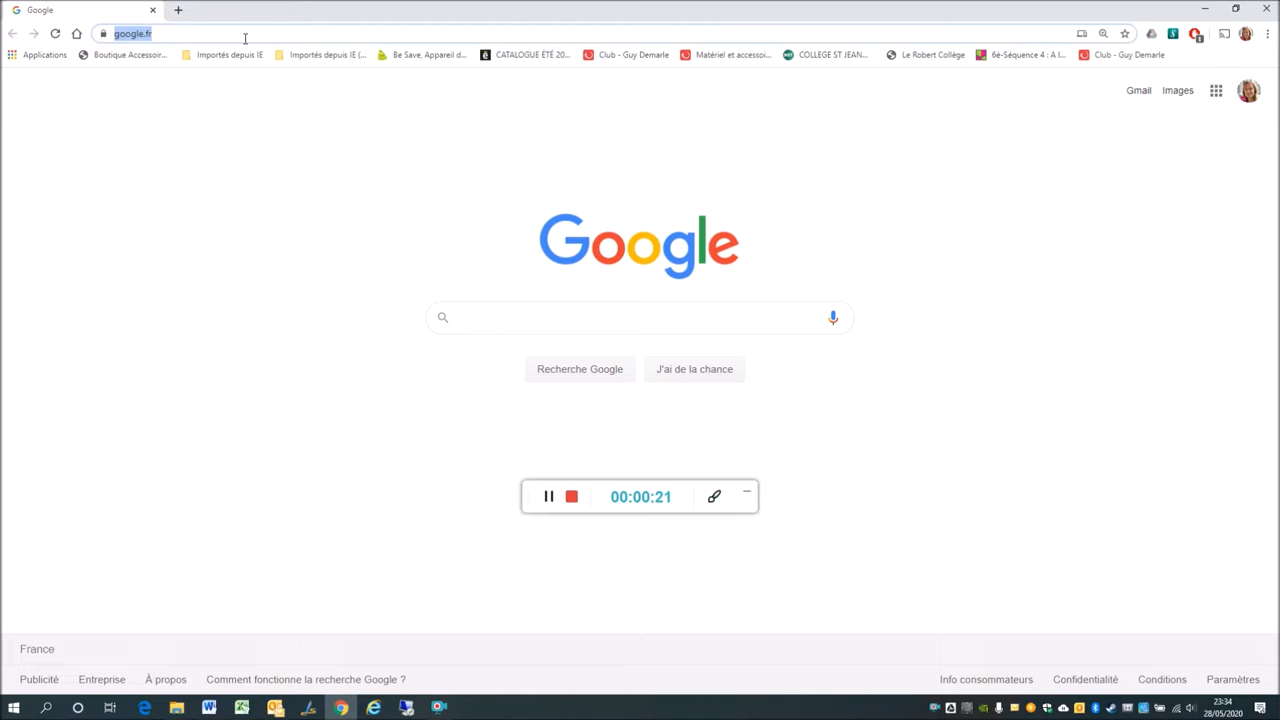 Google
google.fr
Applications
Boutique Accessoir...
Importés depuis IE
Importés depuis IE (...
Be Save, Appareil d...
CATALOGUE ÉTÉ 20...
Club - Guy Demarle
Matériel et accessoi...
COLLEGE ST JEAN...
Le Robert Collège
6è-Séquence 4 : A l...
Club - Guy Demarle
Gmail
Images
Google
Recherche Google
J'ai de la chance
00:00:21
France
Publicité
Entreprise
À propos
Comment fonctionne la recherche Google ?
Info consommateurs
Confidentialité
Conditions
Paramètres
23:34
28/05/2020